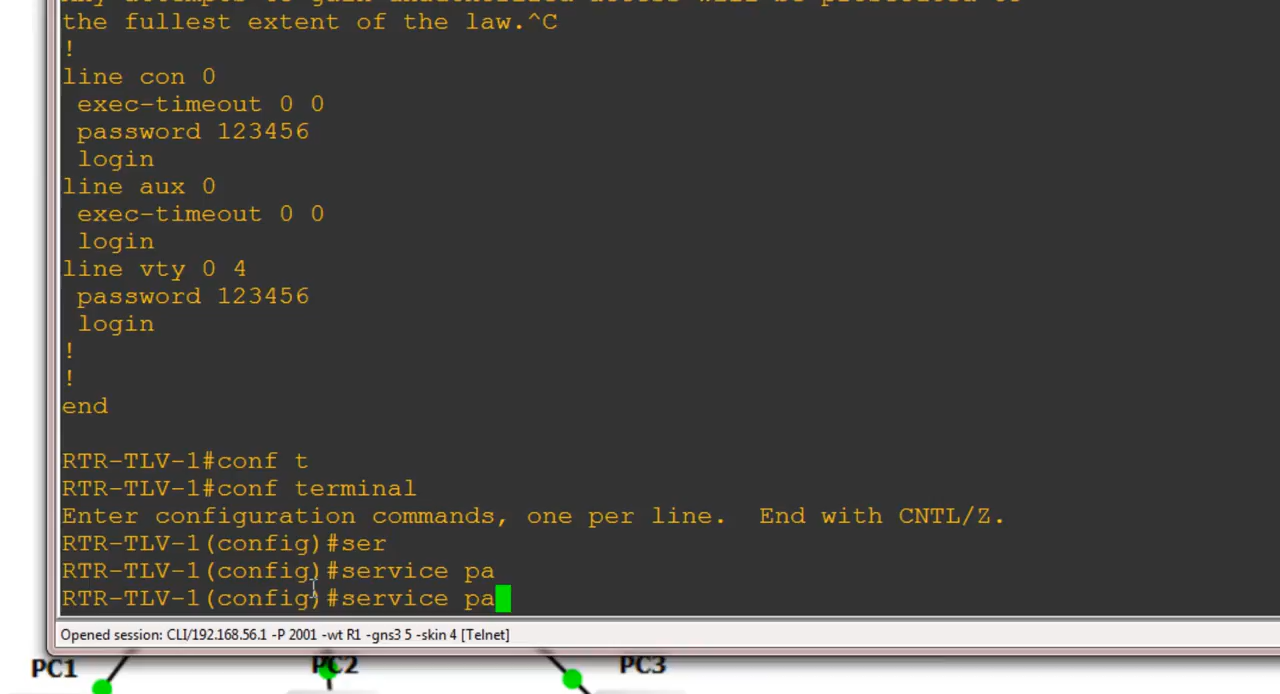 the fullest extent of the law.^C
!
line con 0
exec-timeout 0 0
password 123456
login
line aux 0
exec-timeout 0 0
login
line vty 0 4
password 123456
login
!
!
end
RTR-TLV-1#conf t
RTR-TLV-1#conf terminal
Enter configuration commands, one per line.  End with CNTL/Z.
RTR-TLV-1(config)#ser
RTR-TLV-1(config)#service pa
RTR-TLV-1(config)#service pa
Opened session: CLI/192.168.56.1 -P 2001 -wt R1 -gns3 5 -skin 4 [Telnet]
PC1 PC2 PC3